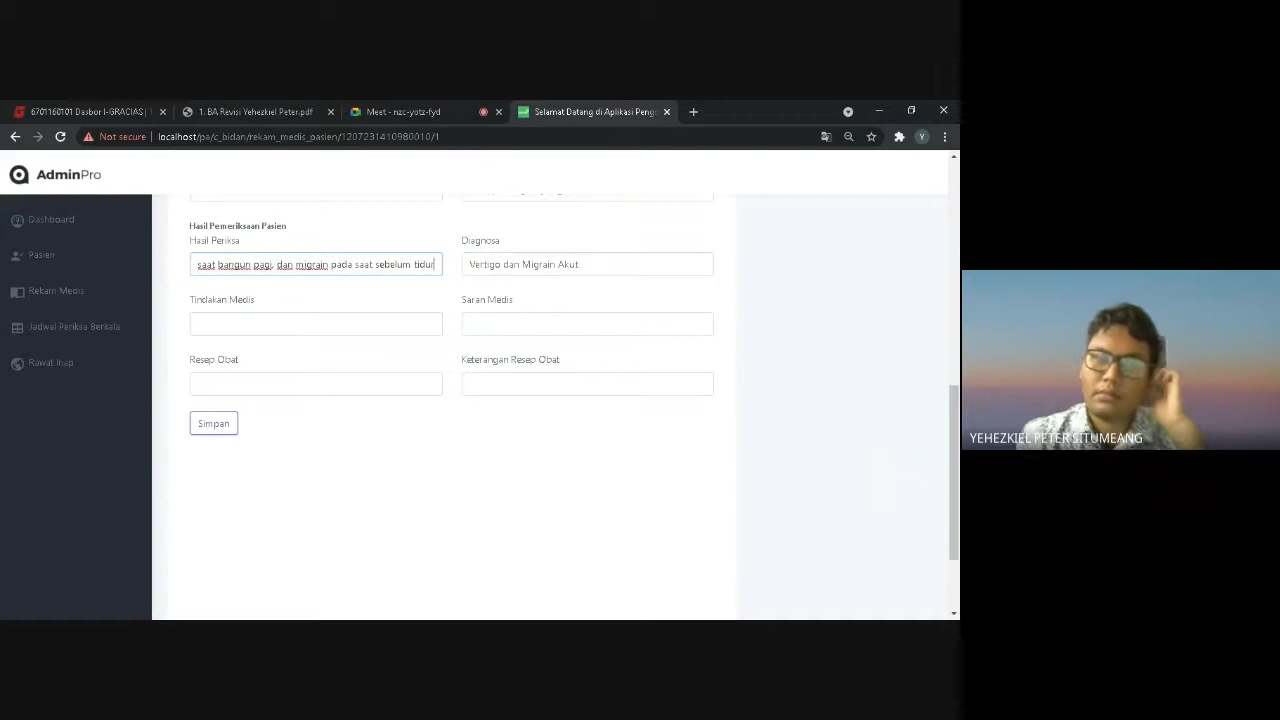 6701160101 Dasbor I-GRACIAS |
1. BA Revisi Yehezkiel Peter.pdf
Meet - nzc-yotz-fyd
Selamat Datang di Aplikasi Peng
Not secure
localhost/pa/c_bidan/rekam_medis_pasien/1207231410980010/1
Y
AdminPro
Dashboard
Pasien
Rekam Medis
Jadwal Periksa Berkala
Rawat Inap
Hasil Pemeriksaan Pasien
Hasil Periksa
Diagnosa
saat bangun pagi, dan migrain pada saat sebelum tidur
Vertigo dan Migrain Akut
Tindakan Medis
Saran Medis
Resep Obat
Keterangan Resep Obat
Simpan
YEHEZKIEL PETER SITUMEANG